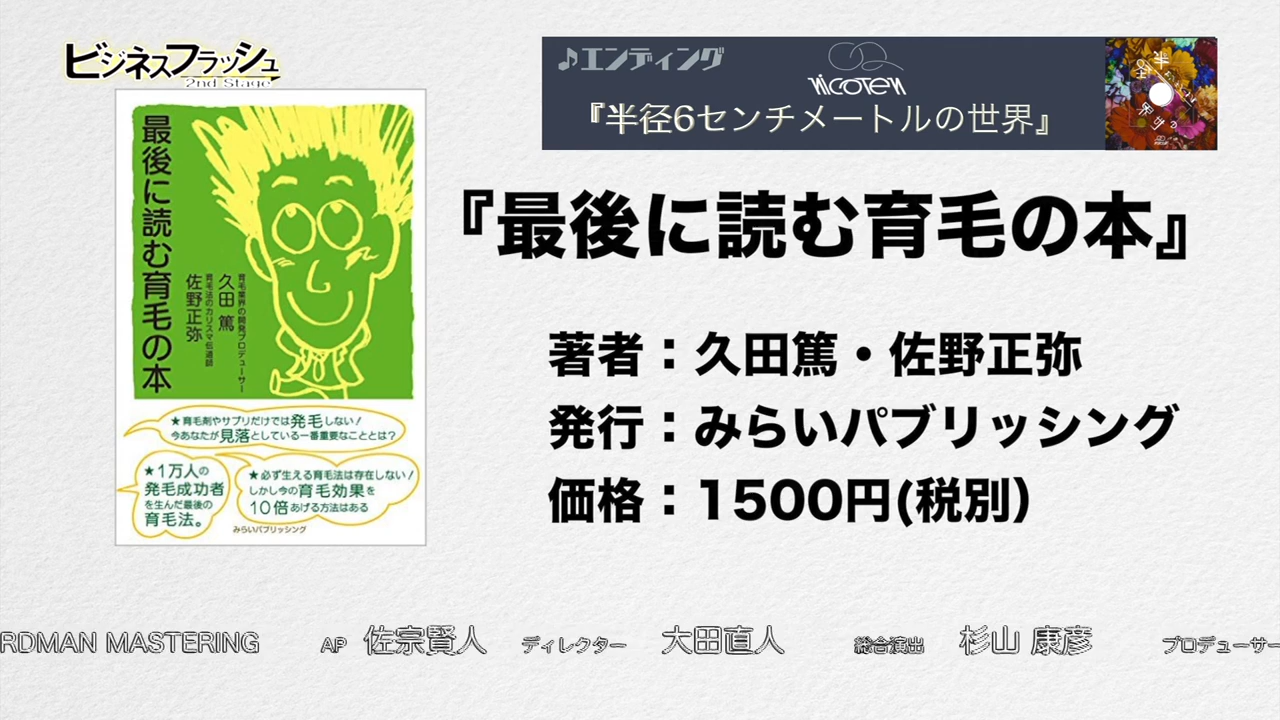 ビジネスフラッシュ
2nd Stage
♪エンディング
nicoten
『半径6センチメートルの世界』
最後に読む育毛の本
育毛業界の開発プロデューサー
久田 篤
育毛法のカリスマ伝道師
佐野正弥
★育毛剤やサプリだけでは発毛しない!
今あなたが見落としている一番重要なこととは?
★1万人の
発毛成功者
を生んだ最後の
育毛法。
★必ず生える育毛法は存在しない!
しかし今の育毛効果を
10倍あげる方法はある
みらいパブリッシング
『最後に読む育毛の本』
著者:久田篤・佐野正弥
発行:みらいパブリッシング
価格:1500円(税別)
RDMAN MASTERING AP 佐宗賢人 ディレクター 大田直人 総合演出 杉山 康彦 プロデューサー